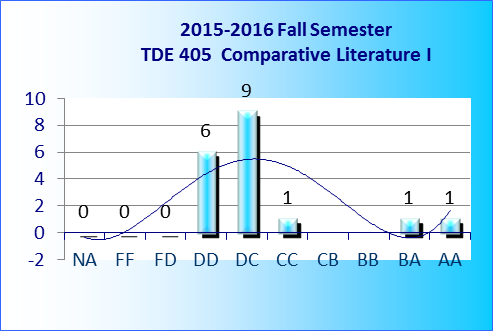 2015-2016 Fall Semester
TDE 405 Comparative Literature I
10
8
6
4
2
0
-2
0 0 0 6 9 1 1 1
NA FF FD DD DC CC CB BB BA AA